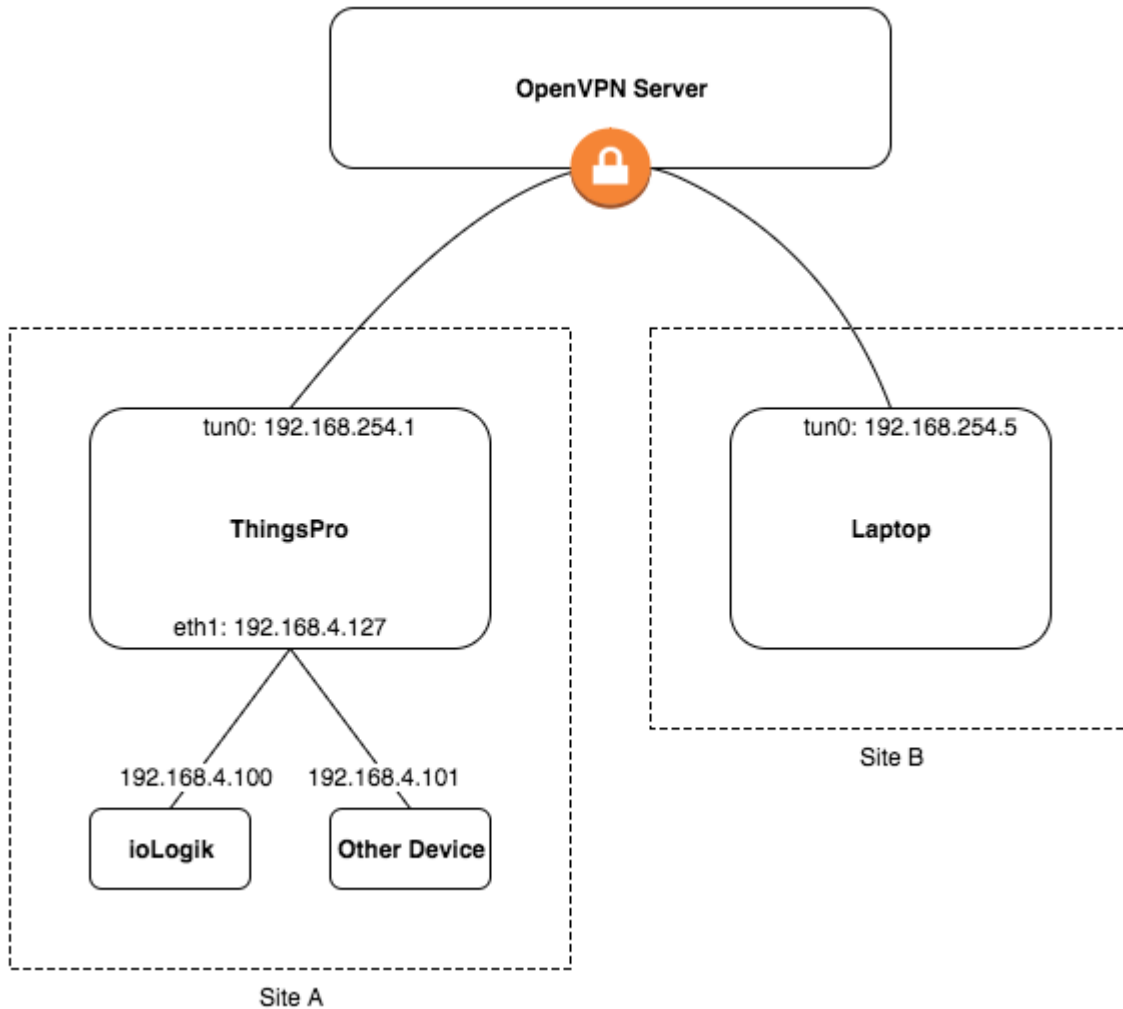 OpenVPN Server
tun0: 192.168.254.1
ThingsPro
eth1: 192.168.4.127
192.168.4.100
192.168.4.101
ioLogik
Other Device
Site A
tun0: 192.168.254.5
Laptop
Site B